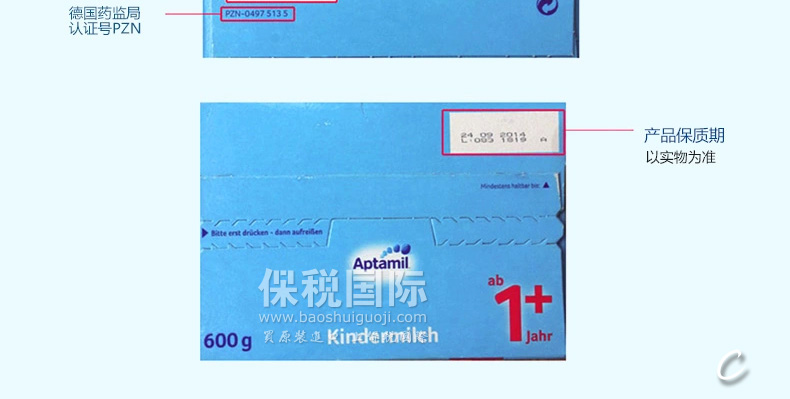 德国药监局
认证号PZN
PZN-0497 513 5
24 09 2014
L:093 1919 A
产品保质期
以实物为准
Mindestens haltbar bis:
Bitte erst drücken - dann aufreißen
Aptamil
保税国际
www.baoshuiguoji.com
ab
1+
Jahr
600 g
Kindermilch
C